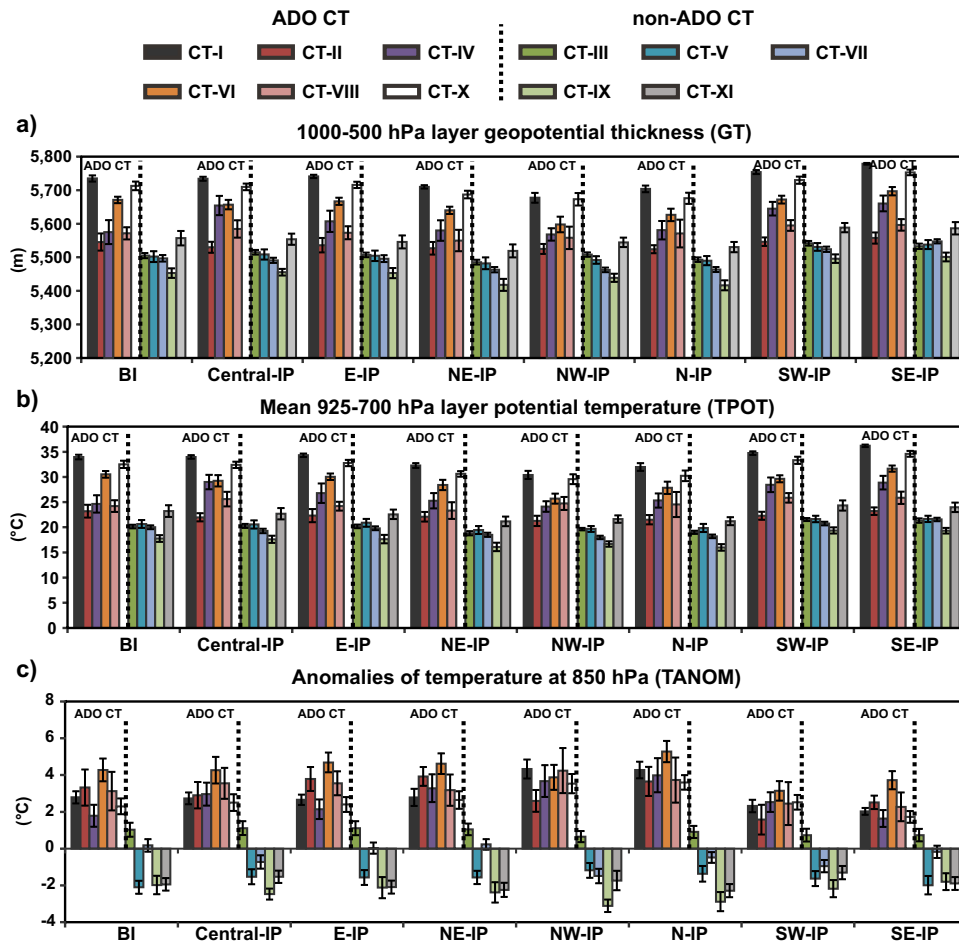 ADO CT non-ADO CT
CT-I CT-II CT-IV CT-III CT-V CT-VII
CT-VI CT-VIII CT-X CT-IX CT-XI
a)
1000-500 hPa layer geopotential thickness (GT)
ADO CT ADO CT ADO CT ADO CT ADO CT ADO CT ADO CT ADO CT
5,800
5,700
5,600
5,500
5,400
5,300
5,200
(m)
BI Central-IP E-IP NE-IP NW-IP N-IP SW-IP SE-IP
b)
Mean 925-700 hPa layer potential temperature (TPOT)
ADO CT ADO CT ADO CT ADO CT ADO CT ADO CT ADO CT ADO CT
40
35
30
25
20
15
10
5
0
(°C)
BI Central-IP E-IP NE-IP NW-IP N-IP SW-IP SE-IP
c)
Anomalies of temperature at 850 hPa (TANOM)
ADO CT ADO CT ADO CT ADO CT ADO CT ADO CT ADO CT ADO CT
8
6
4
2
0
-2
-4
(°C)
BI Central-IP E-IP NE-IP NW-IP N-IP SW-IP SE-IP